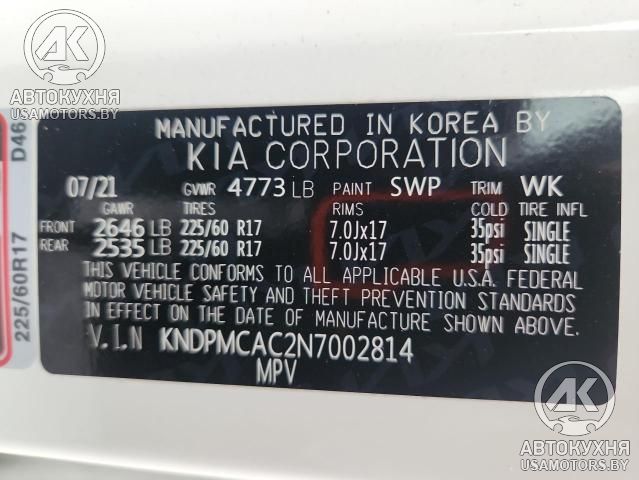 АВТОКУХНЯ
USAMOTORS.BY
MANUFACTURED IN KOREA BY
KIA CORPORATION
07/21 GVWR 4773 LB PAINT SWP TRIM WK
GAWR TIRES RIMS COLD TIRE INFL
FRONT 2646 LB 225/60 R17 7.0Jx17 35psi SINGLE
REAR 2535 LB 225/60 R17 7.0Jx17 35psi SINGLE
THIS VEHICLE CONFORMS TO ALL APPLICABLE U.S.A. FEDERAL
MOTOR VEHICLE SAFETY AND THEFT PREVENTION STANDARDS
IN EFFECT ON THE DATE OF MANUFACTURE SHOWN ABOVE.
V.I.N KNDPMCAC2N7002814
MPV
225/60R17
D46
АК
АВТОКУХНЯ
USAMOTORS.BY